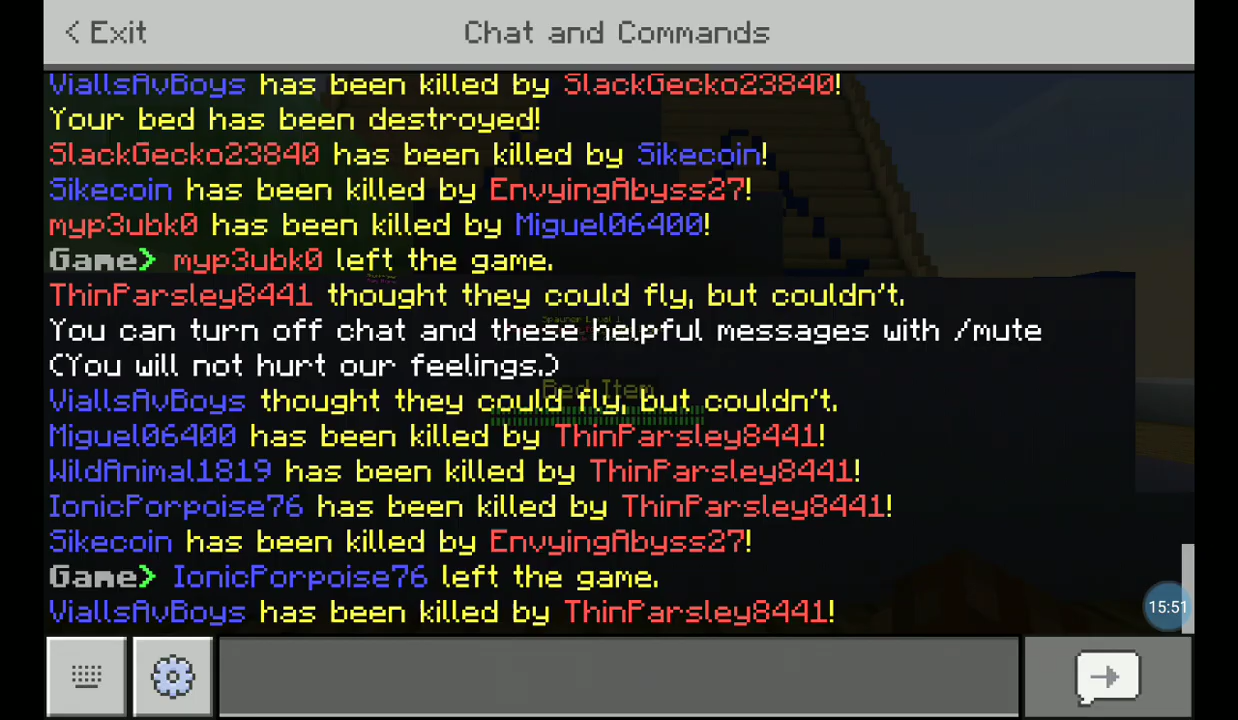 < Exit
Chat and Commands
ViallsAvBoys has been killed by SlackGecko23840!
Your bed has been destroyed!
SlackGecko23840 has been killed by Sikecoin!
Sikecoin has been killed by EnvyingAbyss27!
myp3ubk0 has been killed by Miguel06400!
Game> myp3ubk0 left the game.
ThinParsley8441 thought they could fly, but couldn't.
You can turn off chat and these helpful messages with /mute
(You will not hurt our feelings.)
Bed Item
ViallsAvBoys thought they could fly, but couldn't.
Miguel06400 has been killed by ThinParsley8441!
WildAnimal1819 has been killed by ThinParsley8441!
IonicPorpoise76 has been killed by ThinParsley8441!
Sikecoin has been killed by EnvyingAbyss27!
Game> IonicPorpoise76 left the game.
ViallsAvBoys has been killed by ThinParsley8441!
15:51